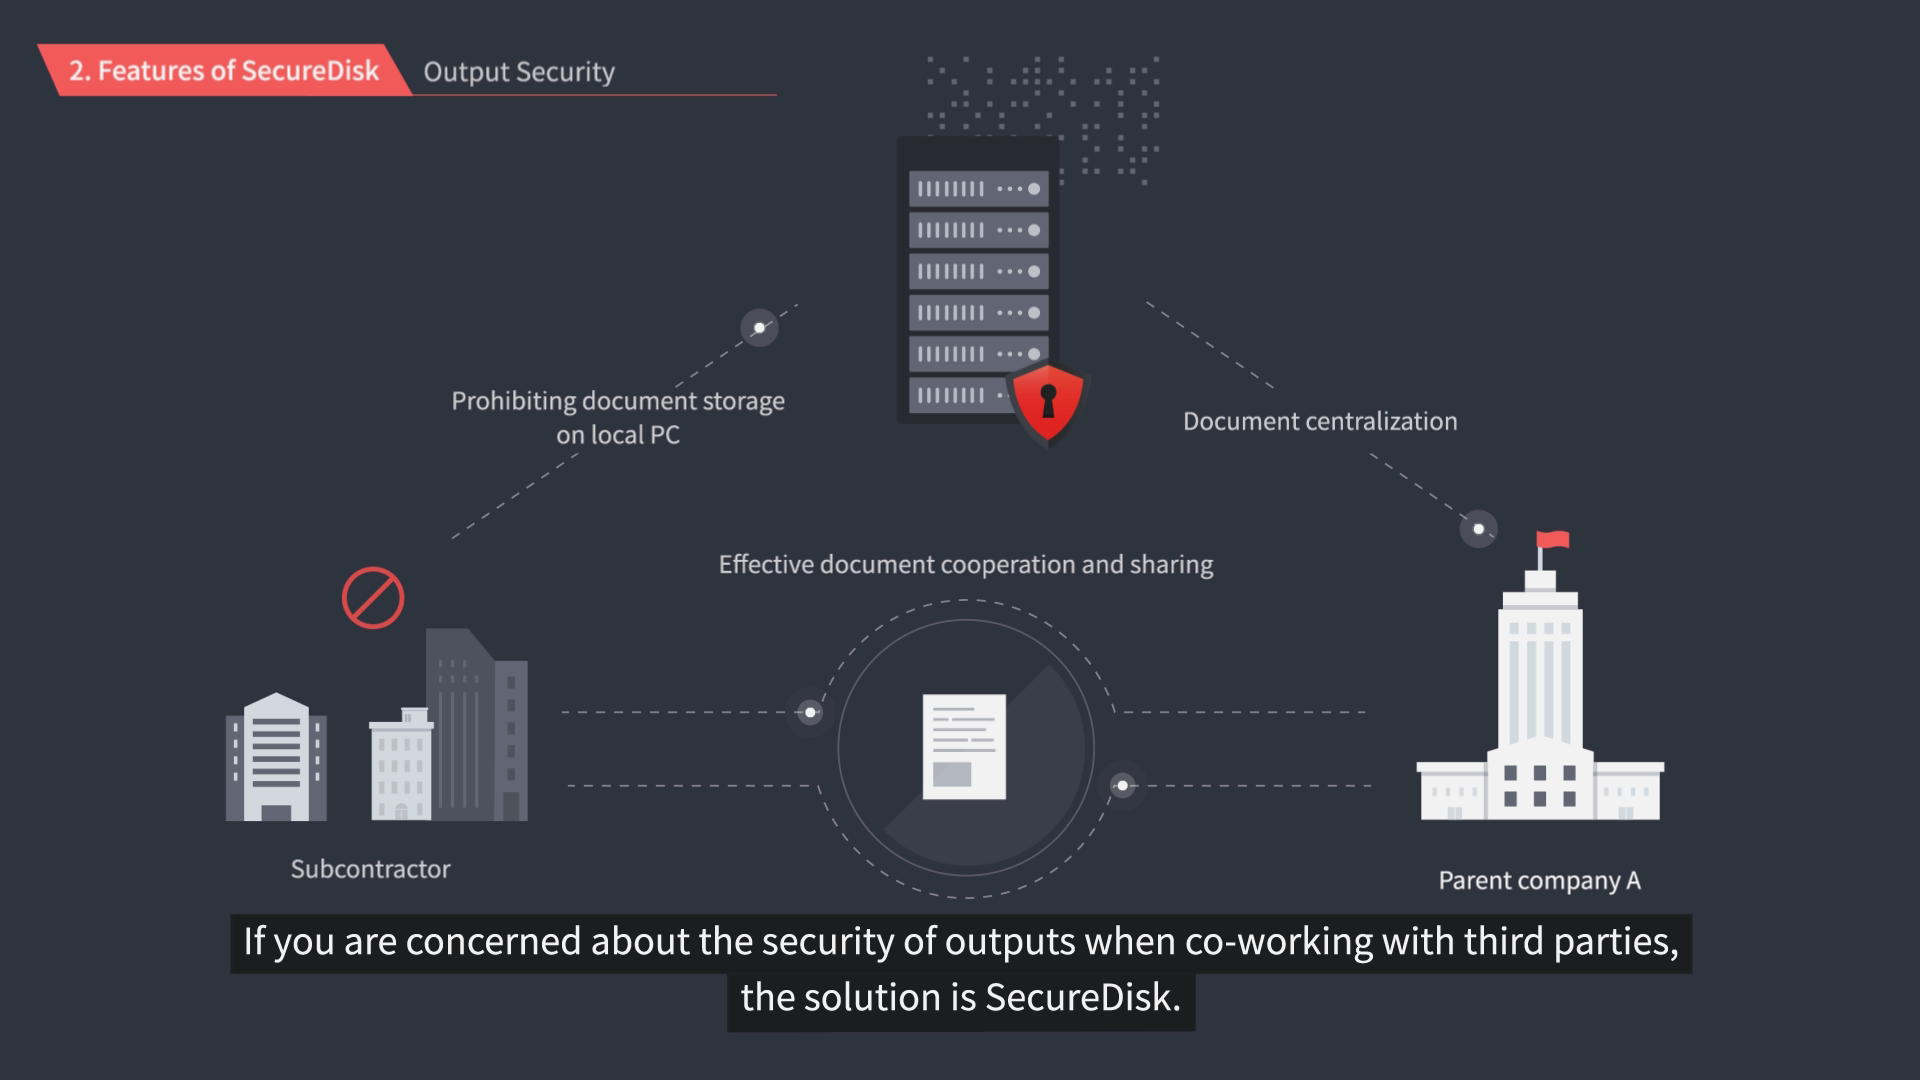 2. Features of SecureDisk
Output Security
Prohibiting document storage
on local PC
Document centralization
Effective document cooperation and sharing
Subcontractor
Parent company A
If you are concerned about the security of outputs when co-working with third parties,
the solution is SecureDisk.